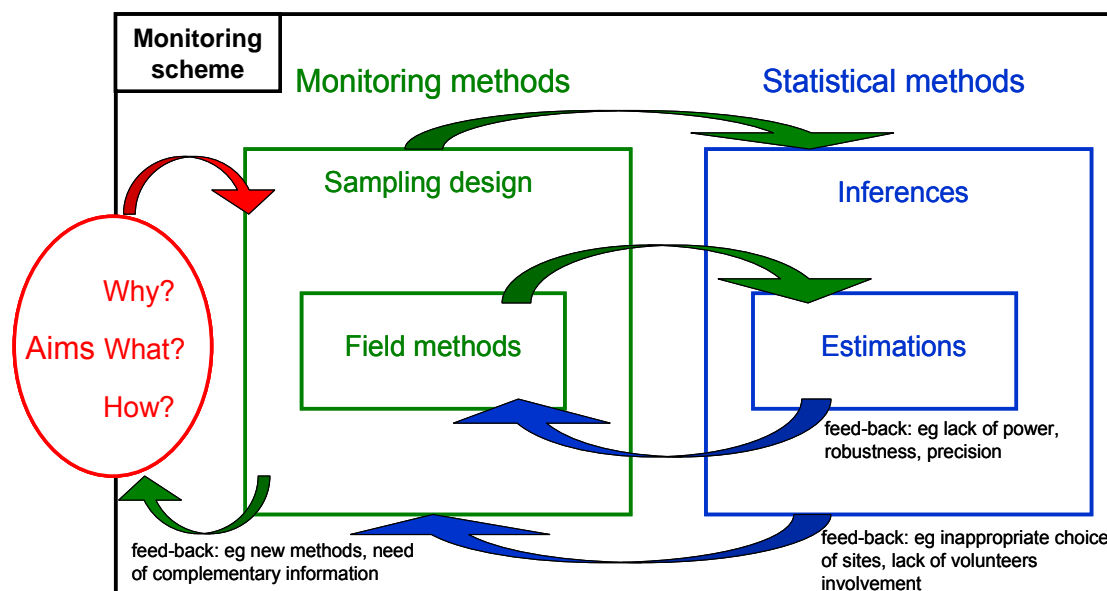 Monitoring
scheme
Monitoring methods
Statistical methods
Sampling design
Inferences
Why?
Aims What?
How?
Field methods
Estimations
feed-back: eg lack of power,
robustness, precision
feed-back: eg new methods, need
of complementary information
feed-back: eg inappropriate choice
of sites, lack of volunteers
involvement